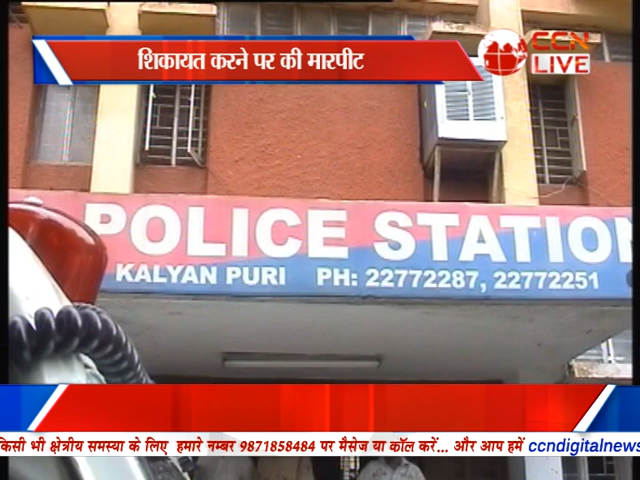 शिकायत करने पर की मारपीट
CCN
LIVE
POLICE STATION
KALYAN PURI PH: 22772287, 22772251
किसी भी क्षेत्रीय समस्या के लिए हमारे नम्बर 9871858484 पर मैसेज या कॉल करें... और आप हमें ccndigitalnews